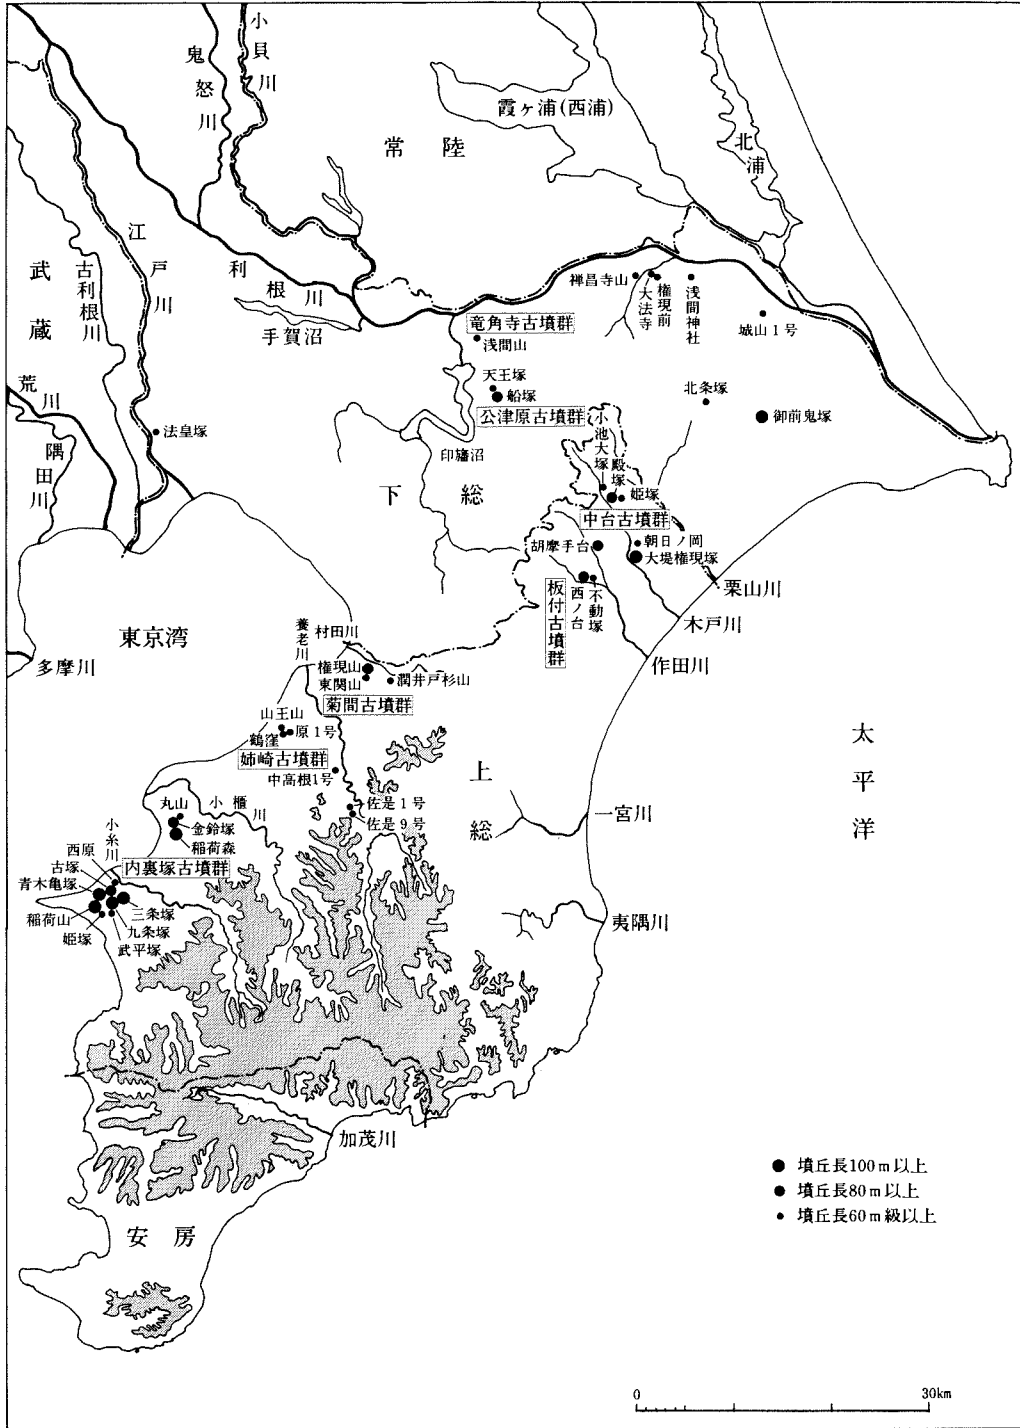 小貝川
鬼怒川
霞ヶ浦(西浦)
北浦
常陸
江戸川
武蔵
古利根川
利根川
手賀沼
荒川
隅田川
禅昌寺山
大法寺
権現前
浅間神社
城山1号
竜角寺古墳群
浅間山
天王塚
船塚
公津原古墳群
北条塚
御前鬼塚
法皇塚
印旛沼
下総
小池大塚
殿塚
姫塚
中台古墳群
朝日ノ岡
胡摩手台
大堤権現塚
板付古墳群
西ノ台
不動塚
栗山川
木戸川
作田川
東京湾
多摩川
養老川
村田川
権現山
東関山
潤井戸杉山
菊間古墳群
山王山
原1号
鶴窪
姉崎古墳群
中高根1号
上総
太平洋
佐是1号
佐是9号
一宮川
丸山
小櫃川
金鈴塚
稲荷森
小糸川
内裏塚古墳群
西原
古塚
青木亀塚
稲荷山
姫塚
三条塚
九条塚
武平塚
夷隅川
加茂川
安房
墳丘長100m以上
墳丘長80m以上
墳丘長60m級以上
0 30km